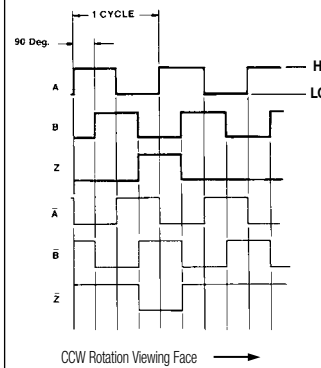 1 CYCLE
90 Deg.
A
B
Z
A̅
B̅
Z̅
CCW Rotation Viewing Face